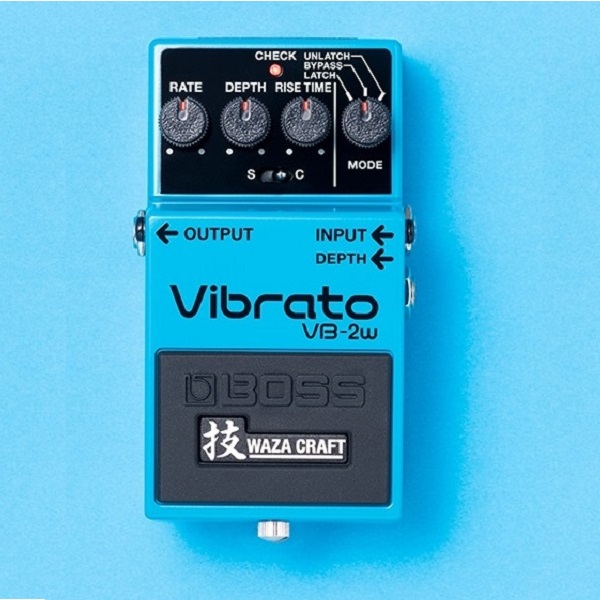 CHECK
UNLATCH
BYPASS
LATCH
RATE DEPTH RISE TIME
MODE
S C
OUTPUT INPUT
DEPTH
Vibrato
VB-2w
BOSS
技 WAZA CRAFT